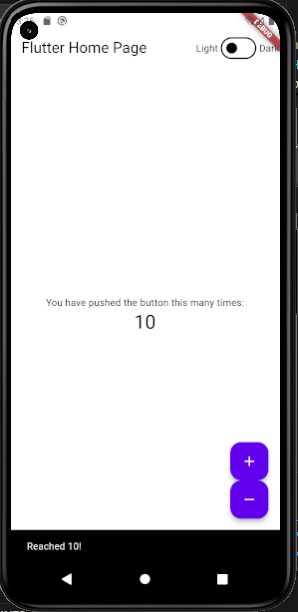 DEBUG
Flutter Home Page
Light Dark
You have pushed the button this many times:
10
+
−
Reached 10!